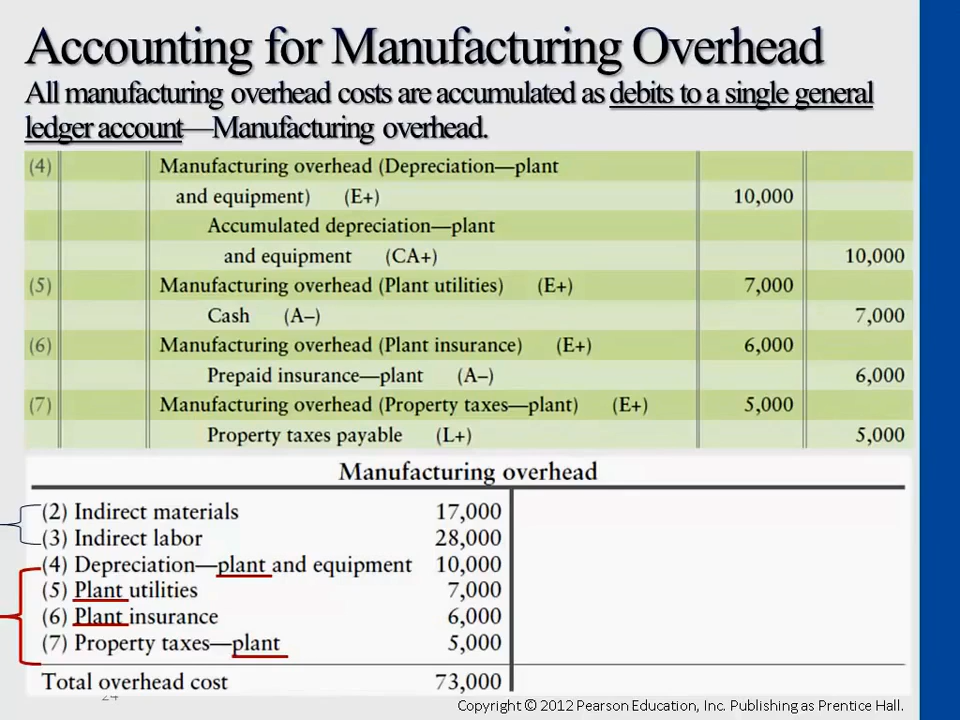 Accounting for Manufacturing Overhead
All manufacturing overhead costs are accumulated as debits to a single general
ledger account—Manufacturing overhead.
(4) Manufacturing overhead (Depreciation—plant
and equipment) (E+) 10,000
Accumulated depreciation—plant
and equipment (CA+) 10,000
(5) Manufacturing overhead (Plant utilities) (E+) 7,000
Cash (A–) 7,000
(6) Manufacturing overhead (Plant insurance) (E+) 6,000
Prepaid insurance—plant (A–) 6,000
(7) Manufacturing overhead (Property taxes—plant) (E+) 5,000
Property taxes payable (L+) 5,000
Manufacturing overhead
(2) Indirect materials 17,000
(3) Indirect labor 28,000
(4) Depreciation—plant and equipment 10,000
(5) Plant utilities 7,000
(6) Plant insurance 6,000
(7) Property taxes—plant 5,000
Total overhead cost 73,000
24
Copyright © 2012 Pearson Education, Inc. Publishing as Prentice Hall.